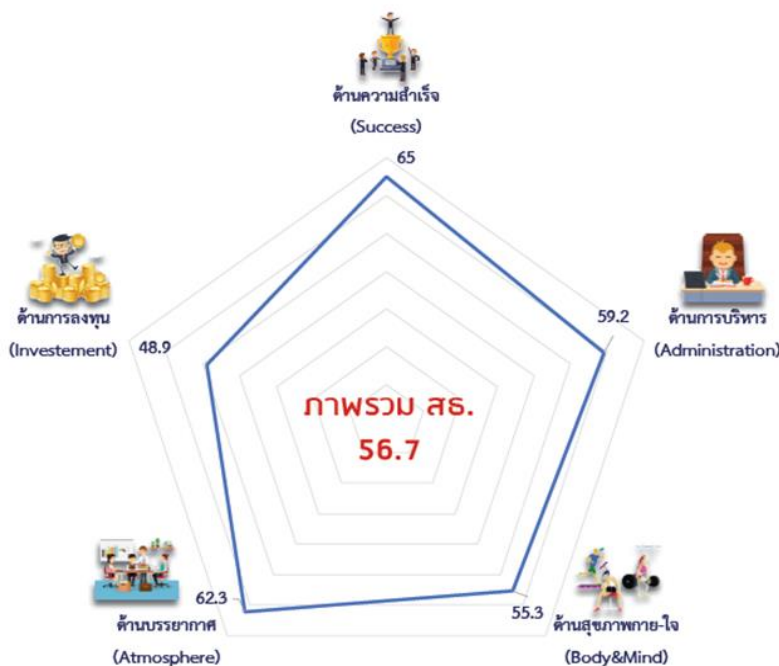 ด้านความสำเร็จ
(Success)
65
ด้านการลงทุน
(Investement)
48.9
59.2
ด้านการบริหาร
(Administration)
ภาพรวม สธ.
56.7
62.3
ด้านบรรยากาศ
(Atmosphere)
55.3
ด้านสุขภาพกาย-ใจ
(Body&Mind)